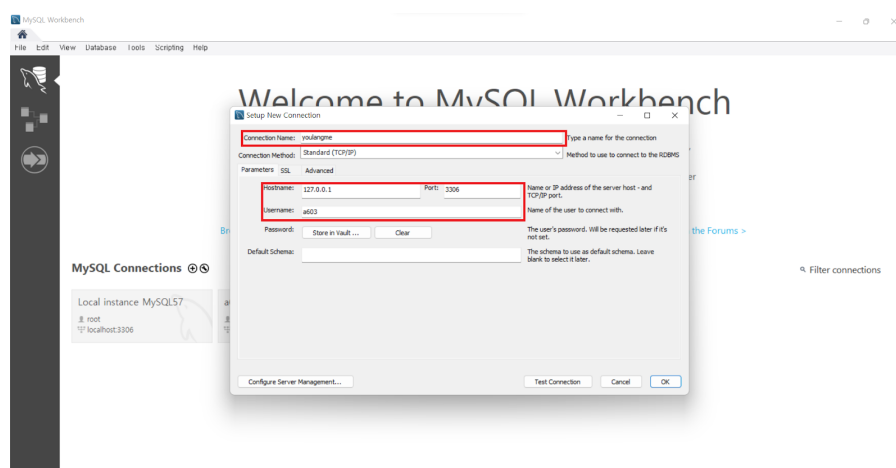 MySQL Workbench
File Edit View Database Tools Scripting Help
Welcome to MySQL Workbench
Setup New Connection
Connection Name: youlangme Type a name for the connection
Connection Method: Standard (TCP/IP) Method to use to connect to the RDBMS
Parameters SSL Advanced
Hostname: 127.0.0.1 Port: 3306 Name or IP address of the server host - and
TCP/IP port.
Username: a603 Name of the user to connect with.
Password: Store in Vault ... Clear The user's password. Will be requested later if it's
not set.
Default Schema: The schema to use as default schema. Leave
blank to select it later.
Configure Server Management... Test Connection Cancel OK
the Forums >
MySQL Connections
Filter connections
Local instance MySQL57
root
localhost:3306